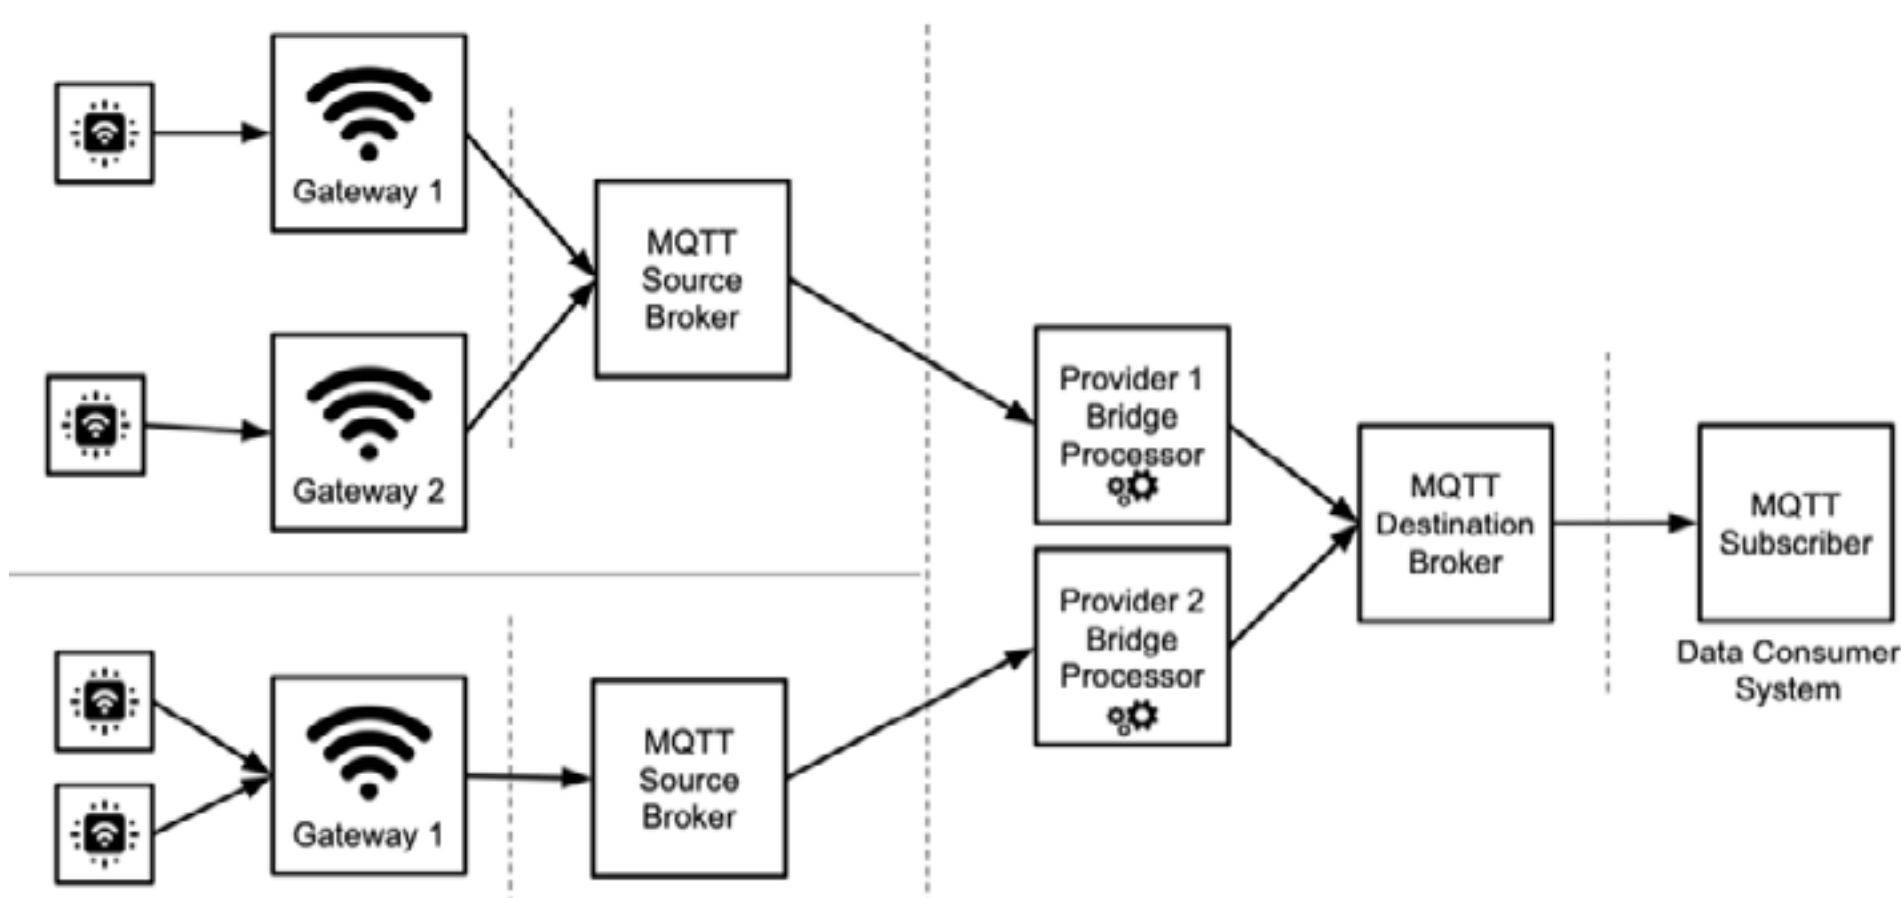 Gateway 1
MQTT
Source
Broker
Gateway 2
Provider 1
Bridge
Processor
MQTT
Destination
Broker
MQTT
Subscriber
Data Consumer
System
Provider 2
Bridge
Processor
Gateway 1
MQTT
Source
Broker